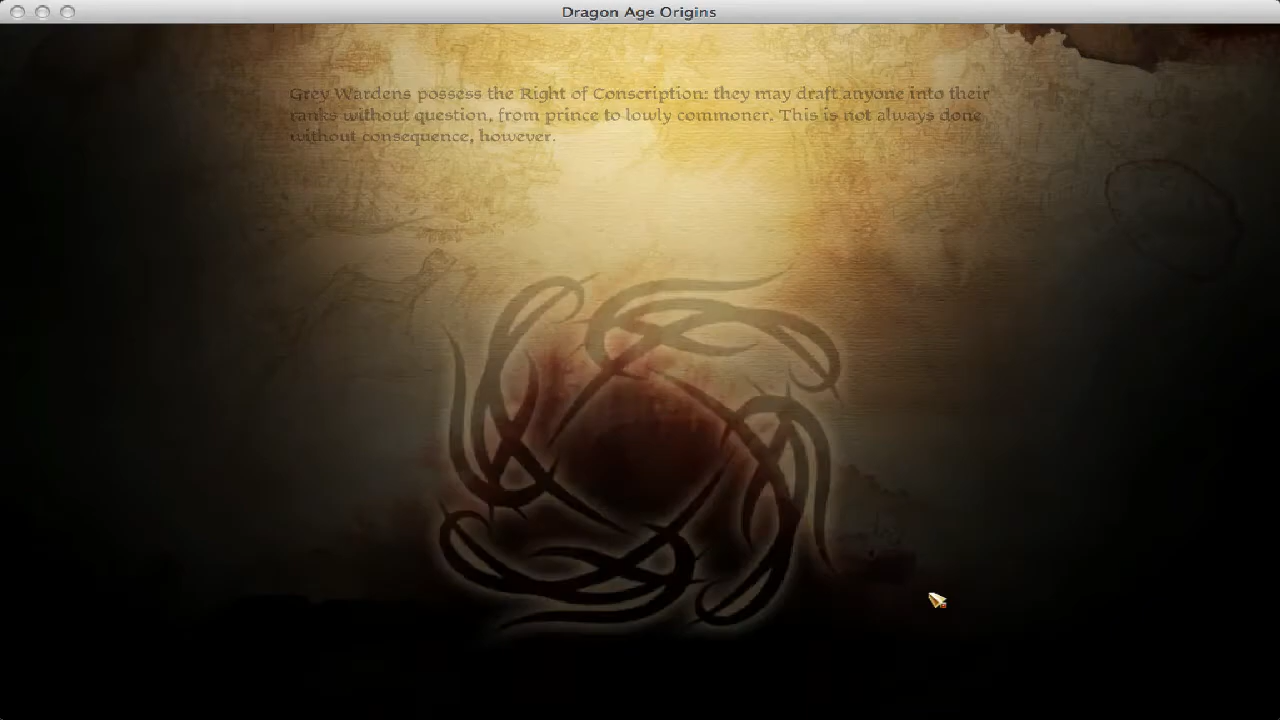 Dragon Age Origins
Grey Wardens possess the Right of Conscription: they may draft anyone into their
ranks without question, from prince to lowly commoner. This is not always done
without consequence, however.